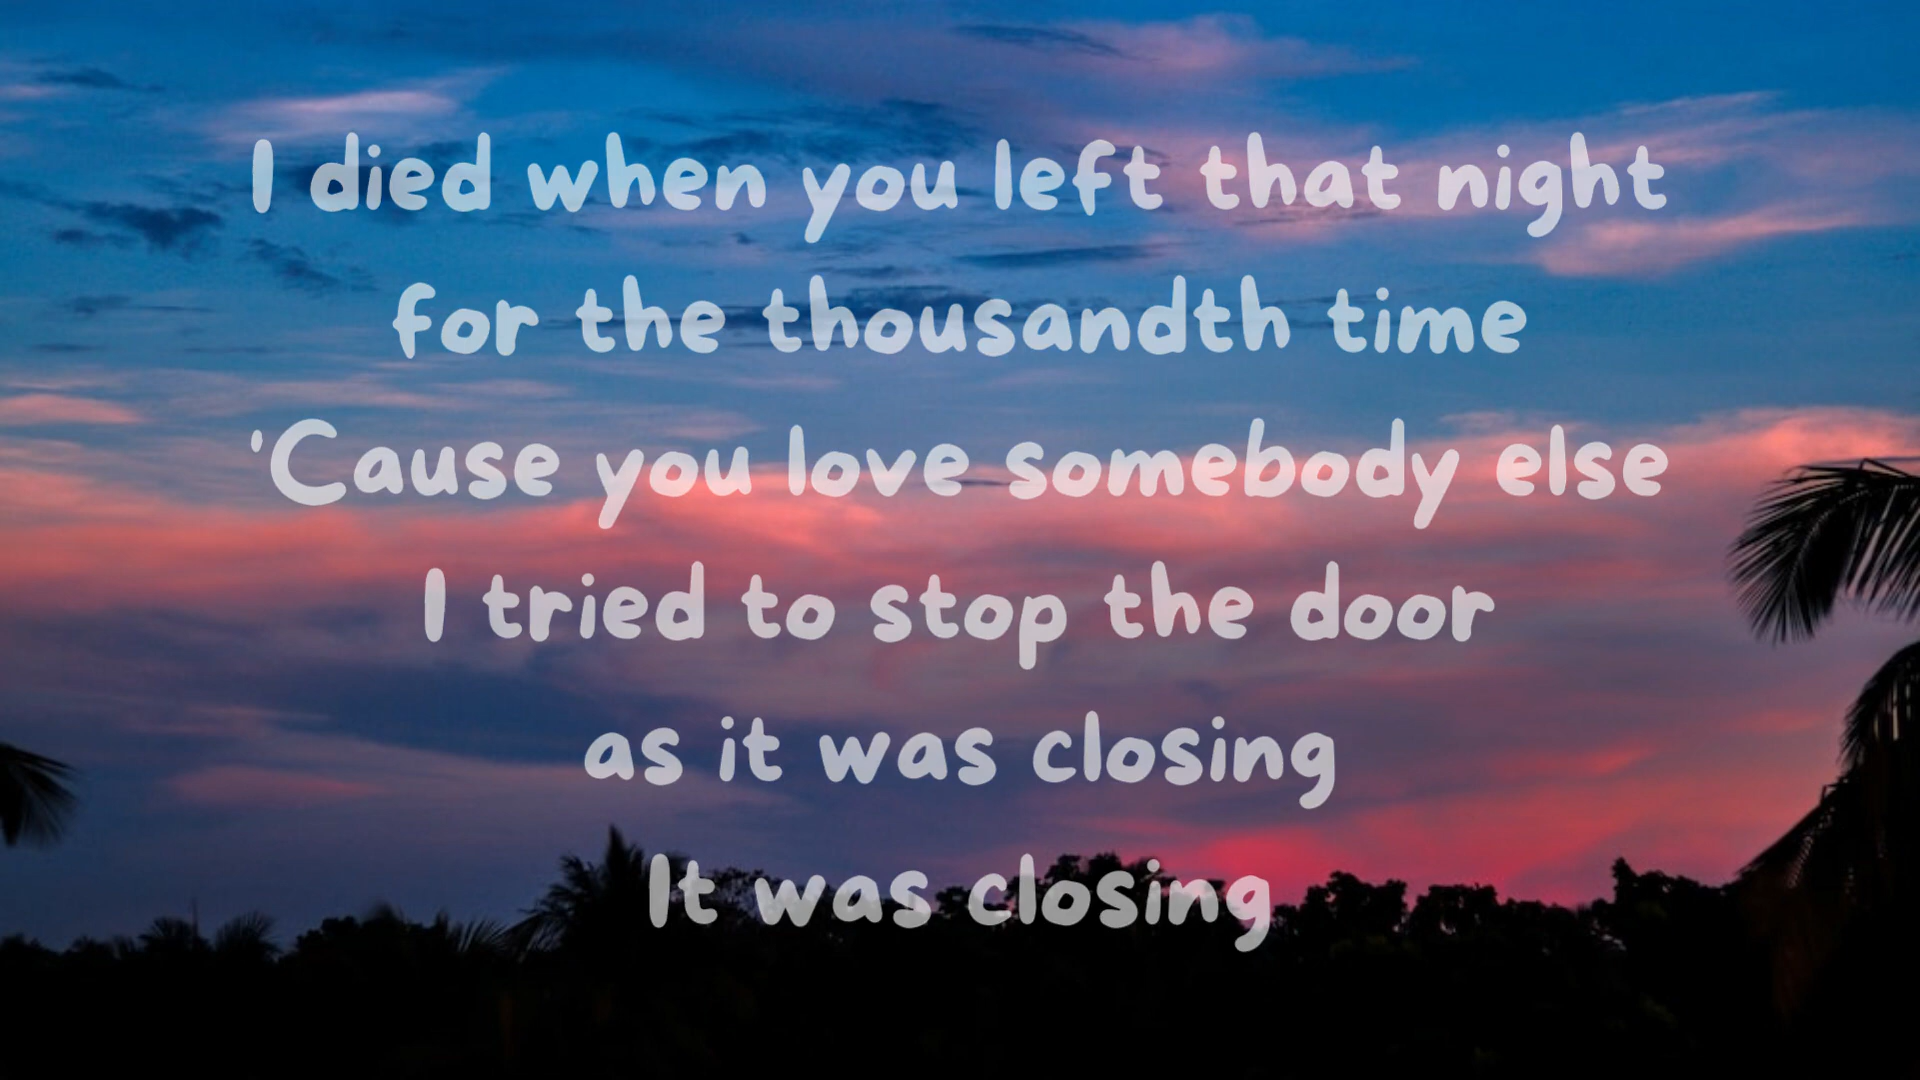 I died when you left that night
for the thousandth time
'Cause you love somebody else
I tried to stop the door
as it was closing
It was closing